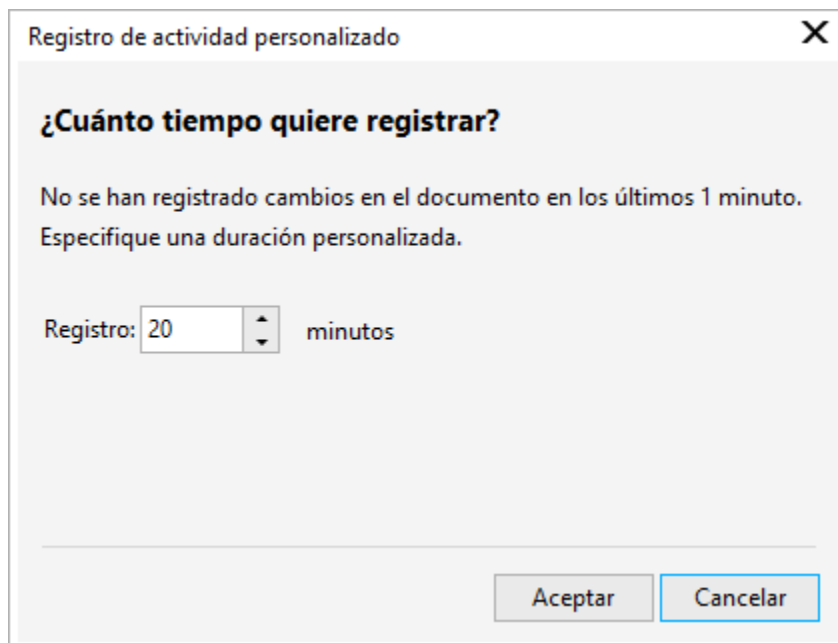 Registro de actividad personalizado
¿Cuánto tiempo quiere registrar?
No se han registrado cambios en el documento en los últimos 1 minuto.
Especifique una duración personalizada.
Registro: 20 minutos
Aceptar Cancelar